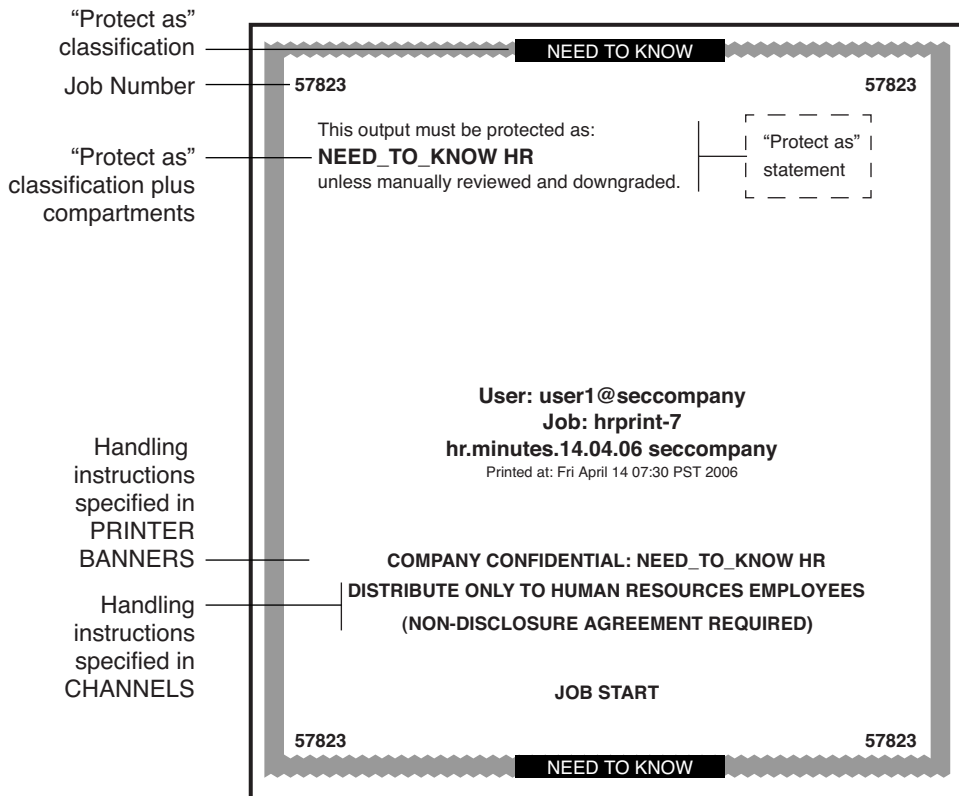 “Protect as”
classification
NEED TO KNOW
Job Number
57823
57823
This output must be protected as:
NEED_TO_KNOW HR
unless manually reviewed and downgraded.
“Protect as”
statement
“Protect as”
classification plus
compartments
User: user1@seccompany
Job: hrprint-7
hr.minutes.14.04.06 seccompany
Printed at: Fri April 14 07:30 PST 2006
Handling
instructions
specified in
PRINTER
BANNERS
COMPANY CONFIDENTIAL: NEED_TO_KNOW HR
DISTRIBUTE ONLY TO HUMAN RESOURCES EMPLOYEES
(NON-DISCLOSURE AGREEMENT REQUIRED)
Handling
instructions
specified in
CHANNELS
JOB START
57823
57823
NEED TO KNOW